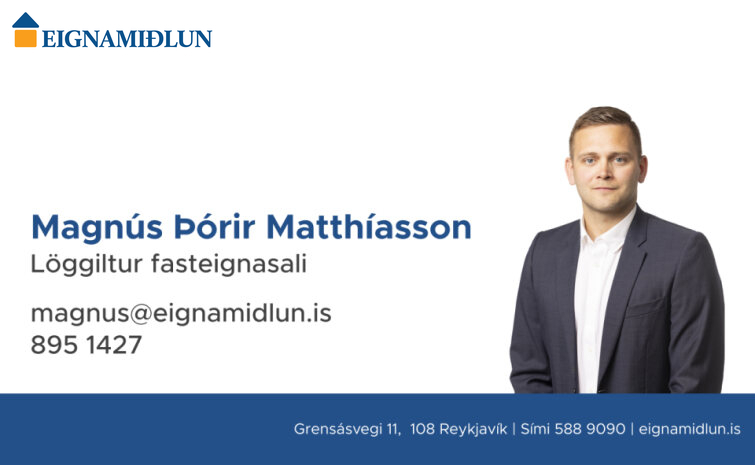 EIGNAMIÐLUN
Magnús Þórir Matthíasson
Löggiltur fasteignasali
magnus@eignamidlun.is
895 1427
Grensásvegi 11, 108 Reykjavík | Sími 588 9090 | eignamidlun.is